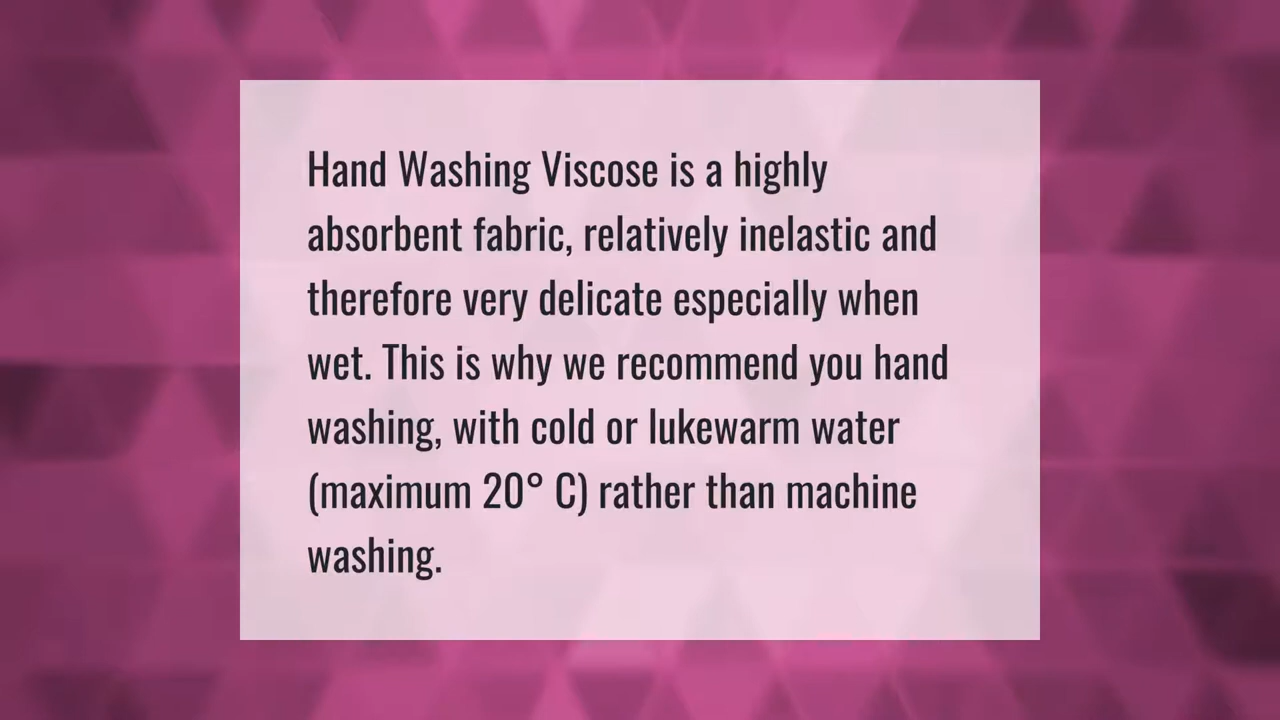 Hand Washing Viscose is a highly
absorbent fabric, relatively inelastic and
therefore very delicate especially when
wet. This is why we recommend you hand
washing, with cold or lukewarm water
(maximum 20° C) rather than machine
washing.